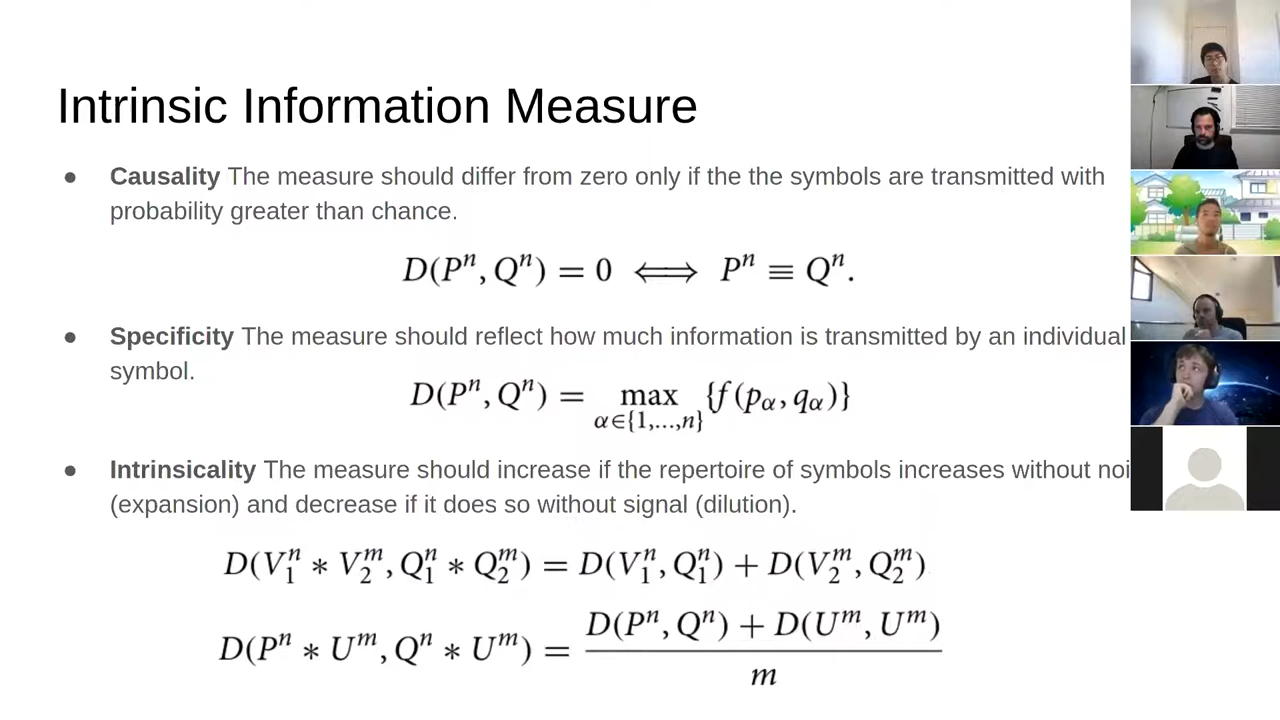 Intrinsic Information Measure
● Causality The measure should differ from zero only if the the symbols are transmitted with
probability greater than chance.
D(Pⁿ, Qⁿ) = 0 ⟺ Pⁿ ≡ Qⁿ.
● Specificity The measure should reflect how much information is transmitted by an individual
symbol.
D(Pⁿ, Qⁿ) = max_{α∈{1,...,n}} {f(p_α, q_α)}
● Intrinsicality The measure should increase if the repertoire of symbols increases without noi
(expansion) and decrease if it does so without signal (dilution).
D(V₁ⁿ * V₂ᵐ, Q₁ⁿ * Q₂ᵐ) = D(V₁ⁿ, Q₁ⁿ) + D(V₂ᵐ, Q₂ᵐ)
D(Pⁿ * Uᵐ, Qⁿ * Uᵐ) = (D(Pⁿ, Qⁿ) + D(Uᵐ, Uᵐ)) / m